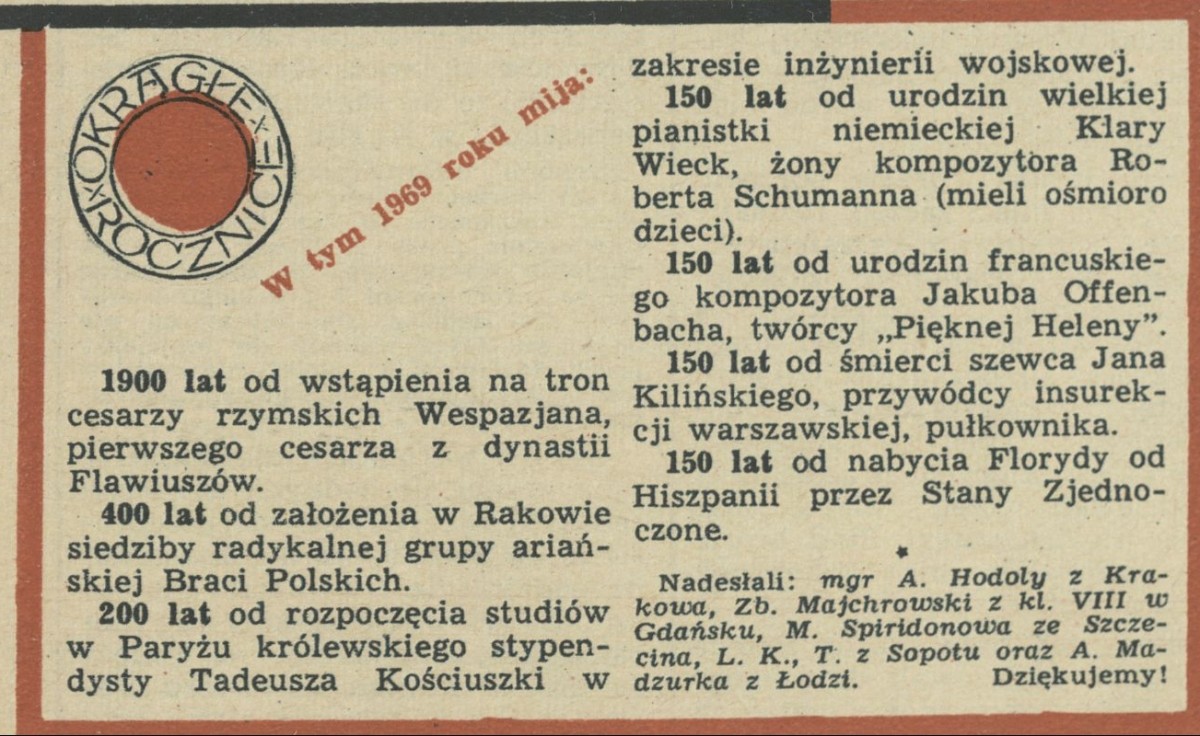 OKRĄGŁE x ROCZNICE x
W tym 1969 roku mija:
1900 lat od wstąpienia na tron
cesarzy rzymskich Wespazjana,
pierwszego cesarza z dynastii
Flawiuszów.
400 lat od założenia w Rakowie
siedziby radykalnej grupy ariań-
skiej Braci Polskich.
200 lat od rozpoczęcia studiów
w Paryżu królewskiego stypen-
dysty Tadeusza Kościuszki w
zakresie inżynierii wojskowej.
150 lat od urodzin wielkiej
pianistki niemieckiej Klary
Wieck, żony kompozytora Ro-
berta Schumanna (mieli ośmioro
dzieci).
150 lat od urodzin francuskie-
go kompozytora Jakuba Offen-
bacha, twórcy „Pięknej Heleny”.
150 lat od śmierci szewca Jana
Kilińskiego, przywódcy insurek-
cji warszawskiej, pułkownika.
150 lat od nabycia Florydy od
Hiszpanii przez Stany Zjedno-
czone.
*
Nadesłali: mgr A. Hodoly z Kra-
kowa, Zb. Majchrowski z kl. VIII w
Gdańsku, M. Spiridonowa ze Szcze-
cina, L. K., T. z Sopotu oraz A. Ma-
dzurka z Łodzi. Dziękujemy!